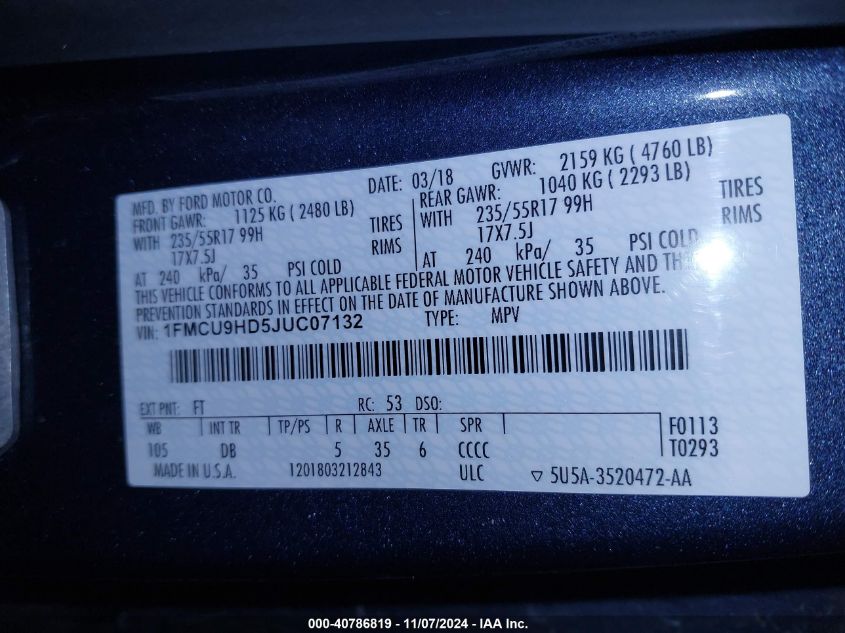 MFD. BY FORD MOTOR CO. DATE: 03/18 GVWR: 2159 KG ( 4760 LB)
FRONT GAWR: 1125 KG ( 2480 LB) REAR GAWR: 1040 KG ( 2293 LB)
WITH 235/55R17 99H TIRES WITH 235/55R17 99H TIRES
17X7.5J RIMS 17X7.5J RIMS
AT 240 kPa/ 35 PSI COLD AT 240 kPa/ 35 PSI COLD
THIS VEHICLE CONFORMS TO ALL APPLICABLE FEDERAL MOTOR VEHICLE SAFETY AND
PREVENTION STANDARDS IN EFFECT ON THE DATE OF MANUFACTURE SHOWN ABOVE.
VIN: 1FMCU9HD5JUC07132 TYPE: MPV
EXT PNT: FT RC: 53 DSO:
WB INT TR TP/PS R AXLE TR SPR F0113
105 DB 5 35 6 CCCC T0293
MADE IN U.S.A. 1201803212843 ULC ▽ 5U5A-3520472-AA
000-40786819 - 11/07/2024 - IAA Inc.